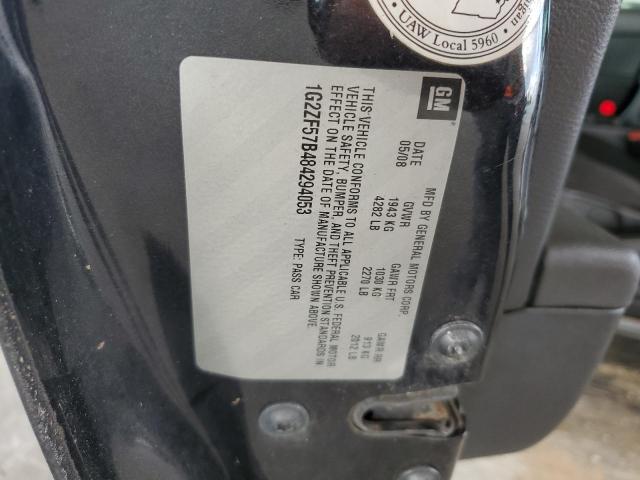 UAW Local 5960
GM
MFD BY GENERAL MOTORS CORP.
DATE GVWR GAWR FRT GAWR RR
05/08 1943 KG 1030 KG 913 KG
4282 LB 2270 LB 2012 LB
THIS VEHICLE CONFORMS TO ALL APPLICABLE U.S. FEDERAL MOTOR
VEHICLE SAFETY, BUMPER, AND THEFT PREVENTION STANDARDS IN
EFFECT ON THE DATE OF MANUFACTURE SHOWN ABOVE.
1G2ZF57B484294053 TYPE: PASS CAR